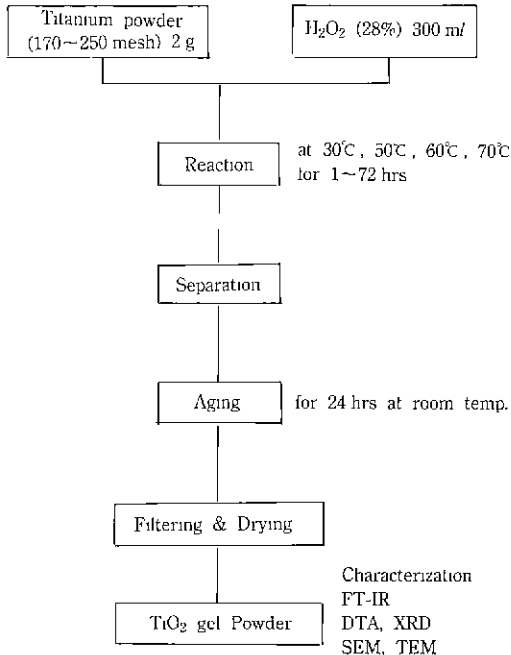 Titanium powder
(170~250 mesh) 2 g
H₂O₂ (28%) 300 ml
Reaction
at 30℃, 50℃, 60℃, 70℃
for 1~72 hrs
Separation
Aging
for 24 hrs at room temp.
Filtering & Drying
TiO₂ gel Powder
Characterization
FT-IR
DTA, XRD
SEM, TEM